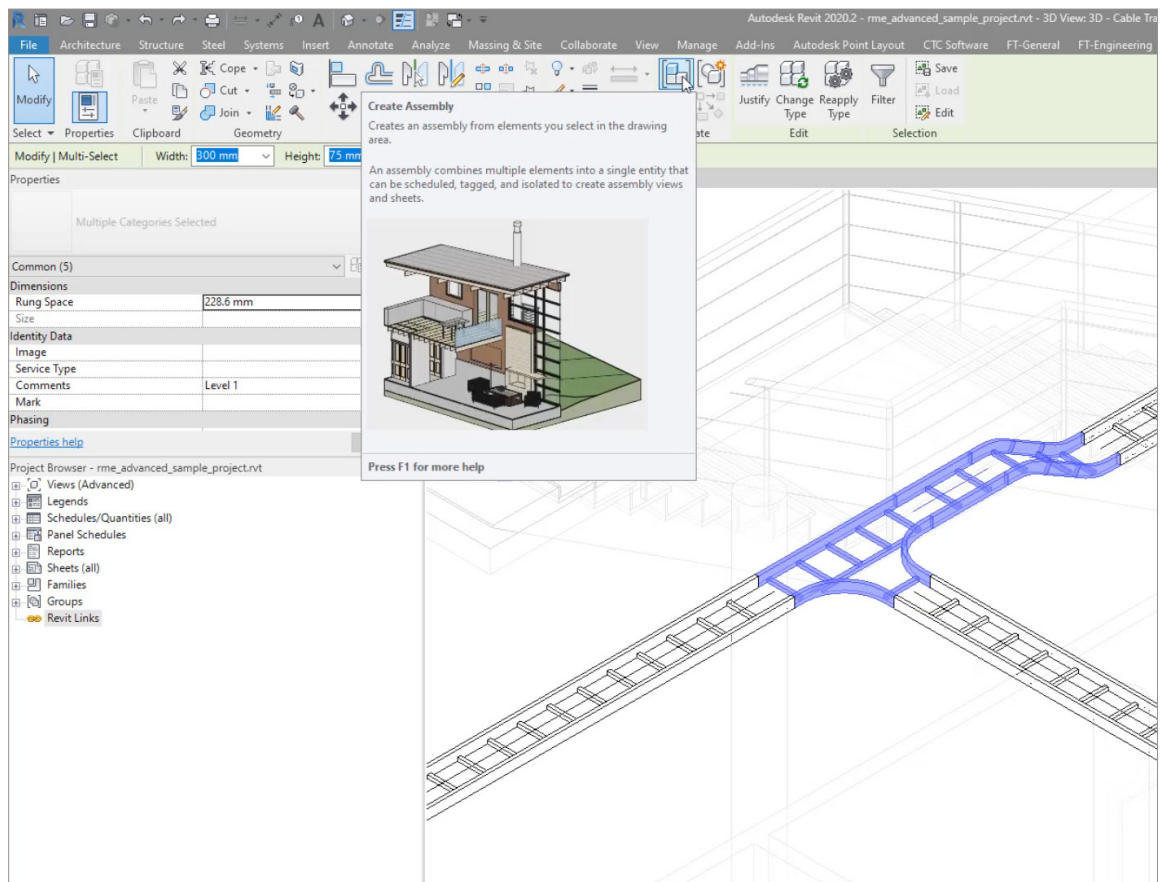 Autodesk Revit 2020.2 - rme_advanced_sample_project.rvt - 3D View: 3D - Cable Tra
File Architecture Structure Steel Systems Insert Annotate Analyze Massing & Site Collaborate View Manage Add-Ins Autodesk Point Layout CTC Software FT-General FT-Engineering
Cope
Save
Modify
Paste
Cut
Justify Change Type
Reapply Type
Filter
Load
Join
Edit
Select Properties Clipboard Geometry
ate
Edit Selection
Modify | Multi-Select Width: 300 mm Height: 75 mm
Create Assembly
Creates an assembly from elements you select in the drawing
area.
An assembly combines multiple elements into a single entity that
can be scheduled, tagged, and isolated to create assembly views
and sheets.
Press F1 for more help
Properties
Multiple Categories Selected
Common (5)
Dimensions
Rung Space 228.6 mm
Size
Identity Data
Image
Service Type
Comments Level 1
Mark
Phasing
Properties help
Project Browser - rme_advanced_sample_project.rvt
Views (Advanced)
Legends
Schedules/Quantities (all)
Panel Schedules
Reports
Sheets (all)
Families
Groups
Revit Links